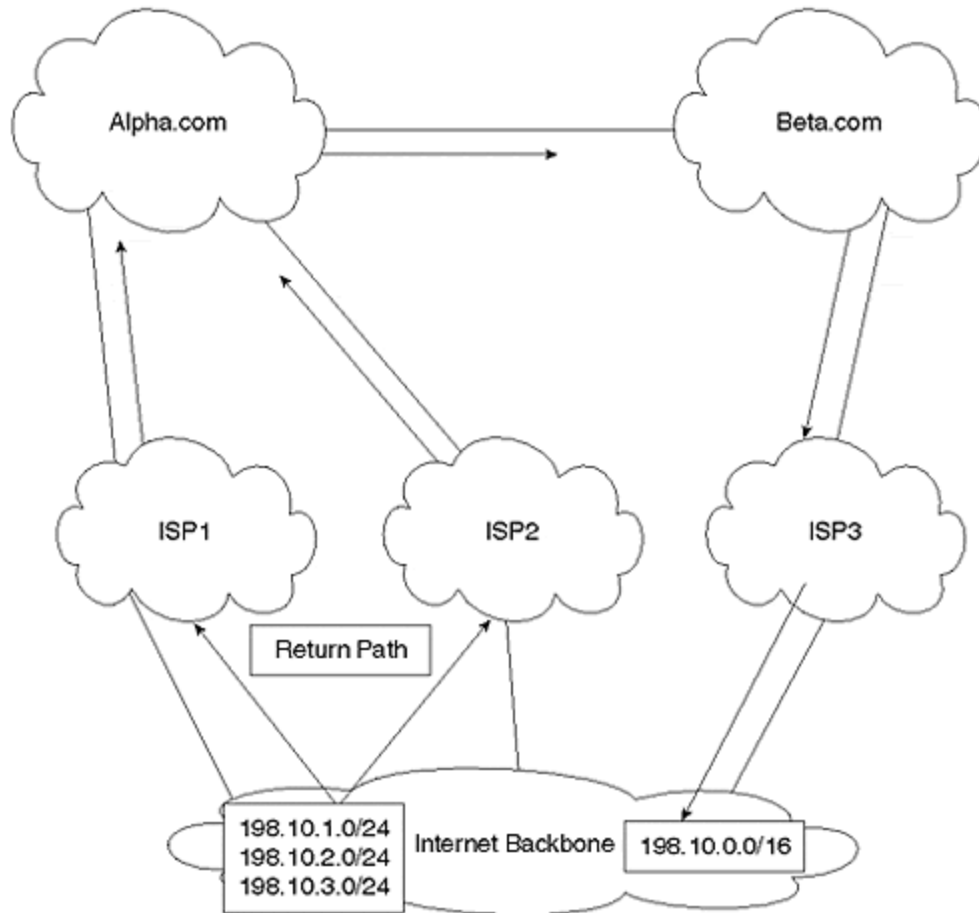 Alpha.com
Beta.com
ISP1
ISP2
ISP3
Return Path
198.10.1.0/24
198.10.2.0/24
198.10.3.0/24
Internet Backbone
198.10.0.0/16